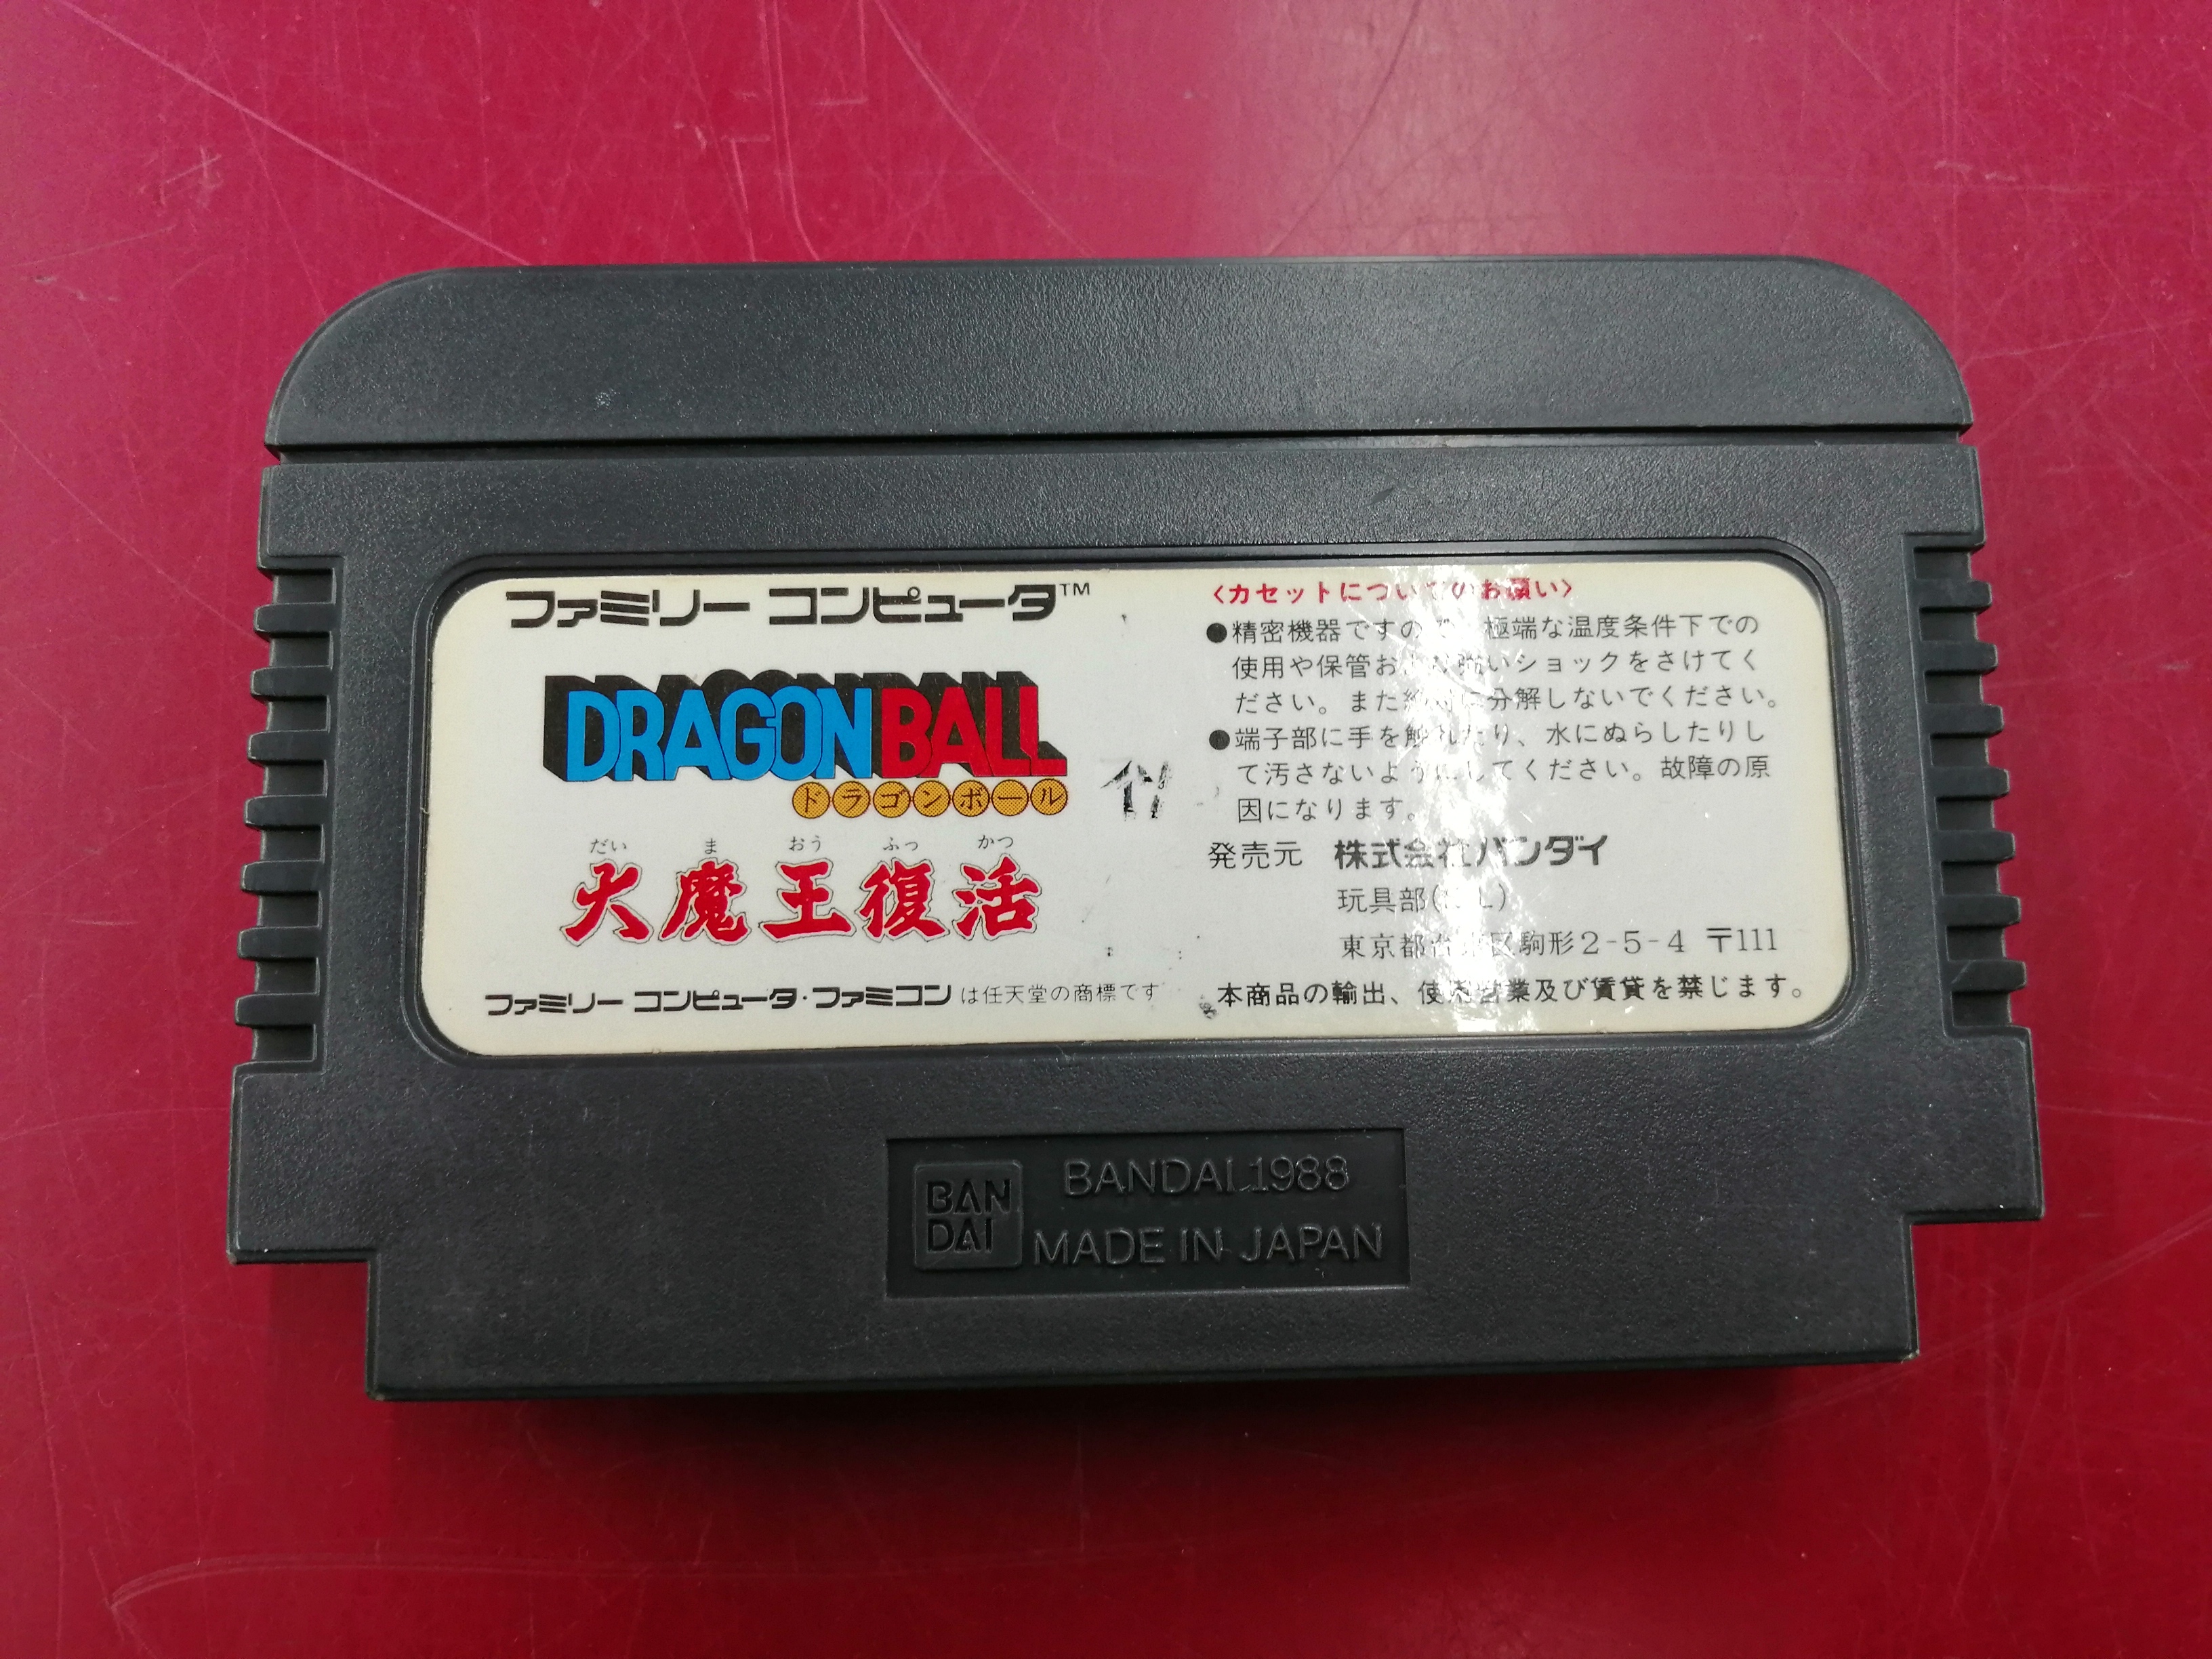 ファミリー コンピュータ™
DRAGON BALL
ドラゴンボール
だい ま おう ふっ かつ
大魔王復活
ファミリー コンピュータ・ファミコン は任天堂の商標です
〈カセットについてのお願い〉
●精密機器ですので、極端な温度条件下での
使用や保管および強いショックをさけてく
ださい。また絶対に分解しないでください。
●端子部に手を触れたり、水にぬらしたりし
て汚さないようにしてください。故障の原
因になります。
発売元 株式会社バンダイ
玩具部
東京都台東区駒形2-5-4 〒111
本商品の輸出、使用営業及び賃貸を禁じます。
BAN
DAI
BANDAI 1988
MADE IN JAPAN